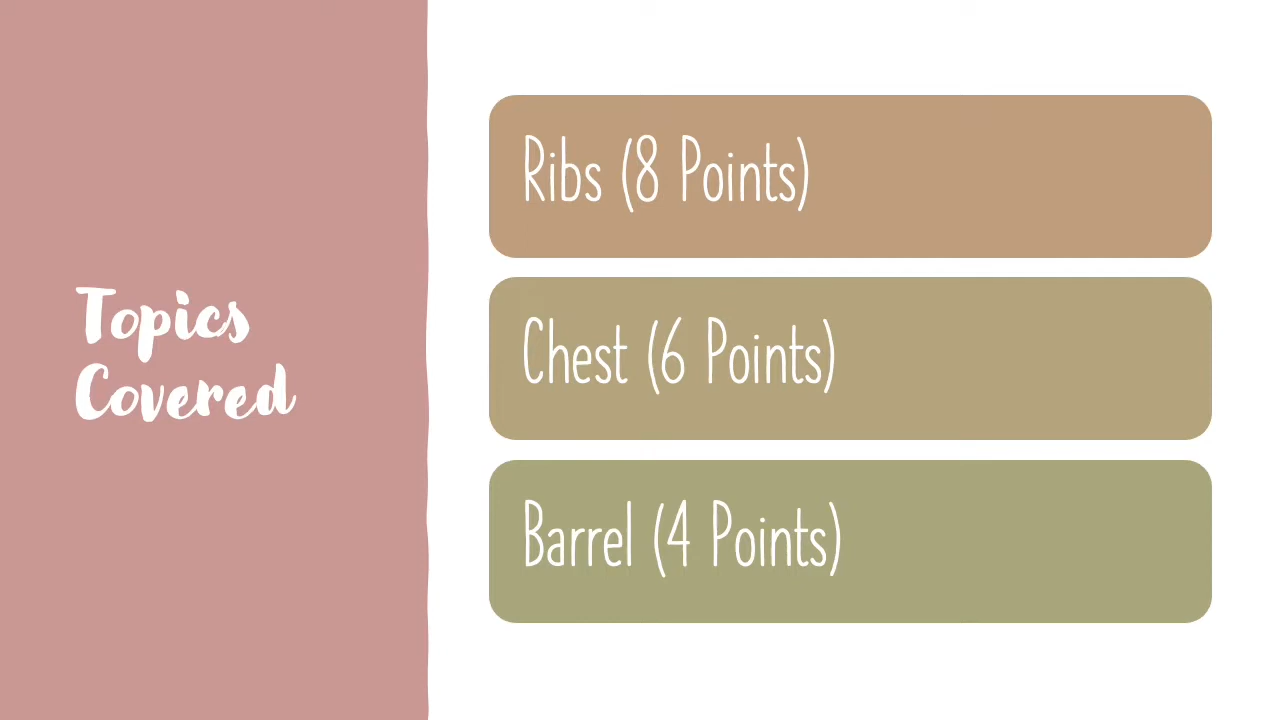 Topics
Covered
Ribs (8 Points)
Chest (6 Points)
Barrel (4 Points)